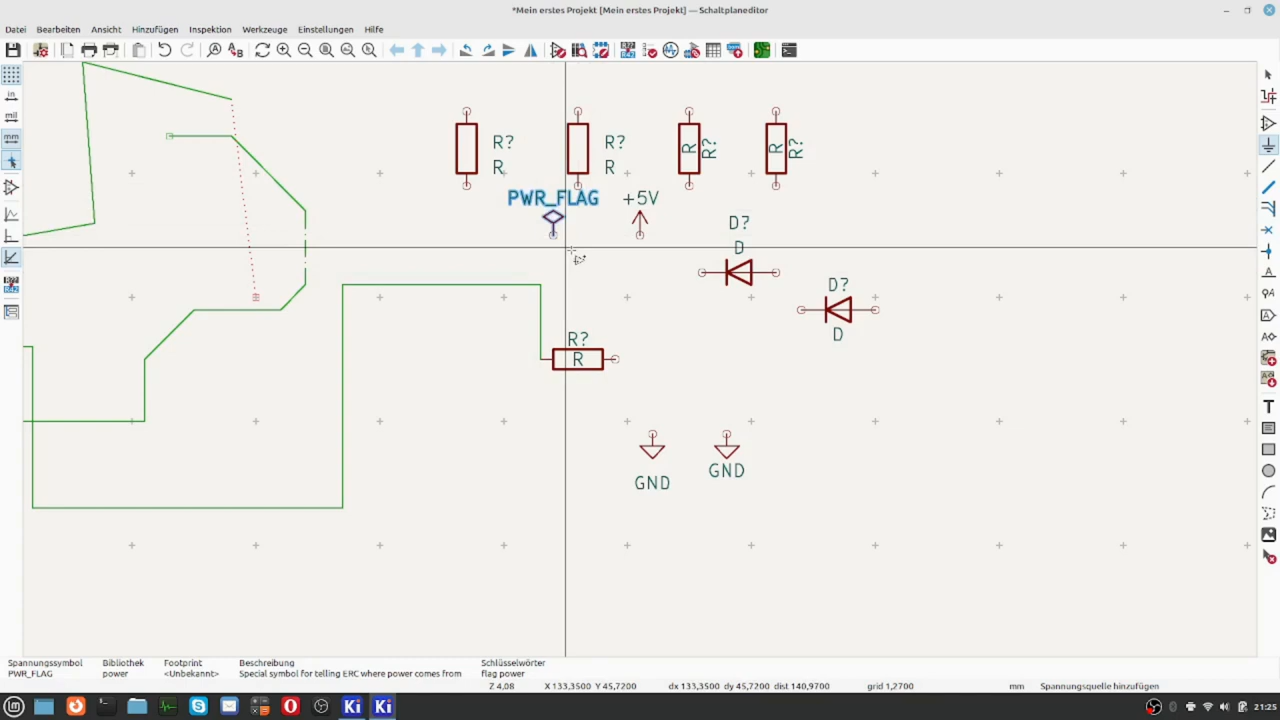 *Mein erstes Projekt [Mein erstes Projekt] — Schaltplaneditor
Datei Bearbeiten Ansicht Hinzufügen Inspektion Werkzeuge Einstellungen Hilfe
in
mil
mm
R? R? R R? R R?
R R
PWR_FLAG +5V
D?
D
D?
D
R?
R
GND GND
Spannungssymbol Bibliothek Footprint Beschreibung Schlüsselwörter
PWR_FLAG power <Unbekannt> Special symbol for telling ERC where power comes from flag power
Z 4,08 X 133,3500 Y 45,7200 dx 133,3500 dy 45,7200 dist 140,9700 grid 1,2700 mm Spannungsquelle hinzufügen
Ki Ki 21:25